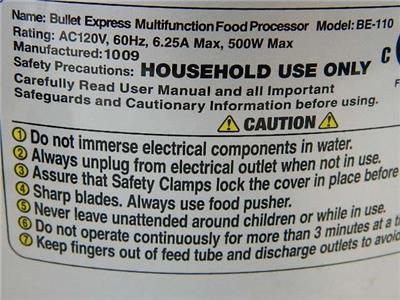 Name: Bullet Express Multifunction Food Processor Model: BE-110
Rating: AC120V, 60Hz, 6.25A Max, 500W Max
Manufactured: 1009
Safety Precautions: HOUSEHOLD USE ONLY C
Carefully Read User Manual and all Important F
Safeguards and Cautionary Information before using.
CAUTION
1 Do not immerse electrical components in water.
2 Always unplug from electrical outlet when not in use.
3 Assure that Safety Clamps lock the cover in place before
4 Sharp blades. Always use food pusher.
5 Never leave unattended around children or while in use.
6 Do not operate continuously for more than 3 minutes at a
7 Keep fingers out of feed tube and discharge outlets to avoid